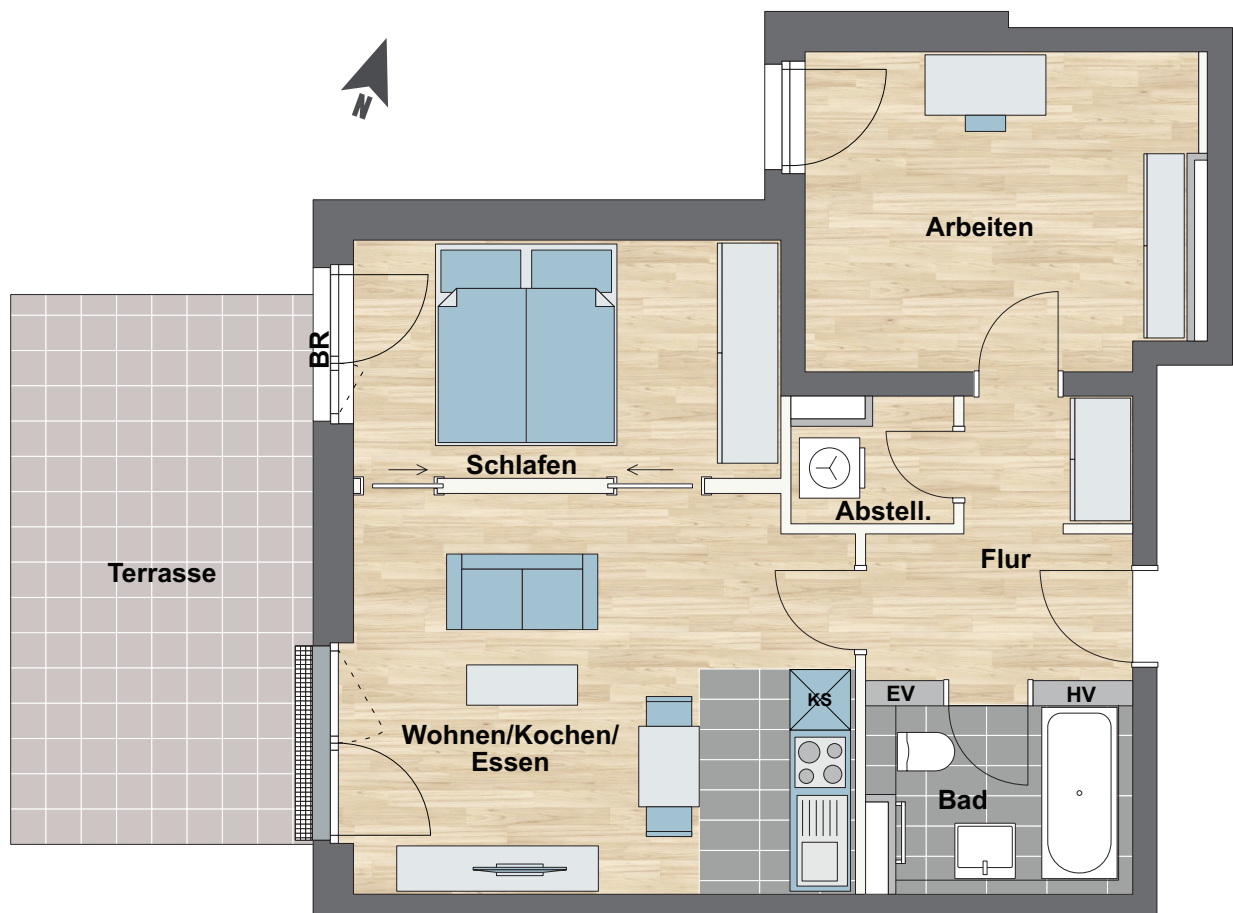 N
Arbeiten
BR
Schlafen
Abstell.
Terrasse
Flur
EV
HV
KS
Wohnen/Kochen/
Essen
Bad